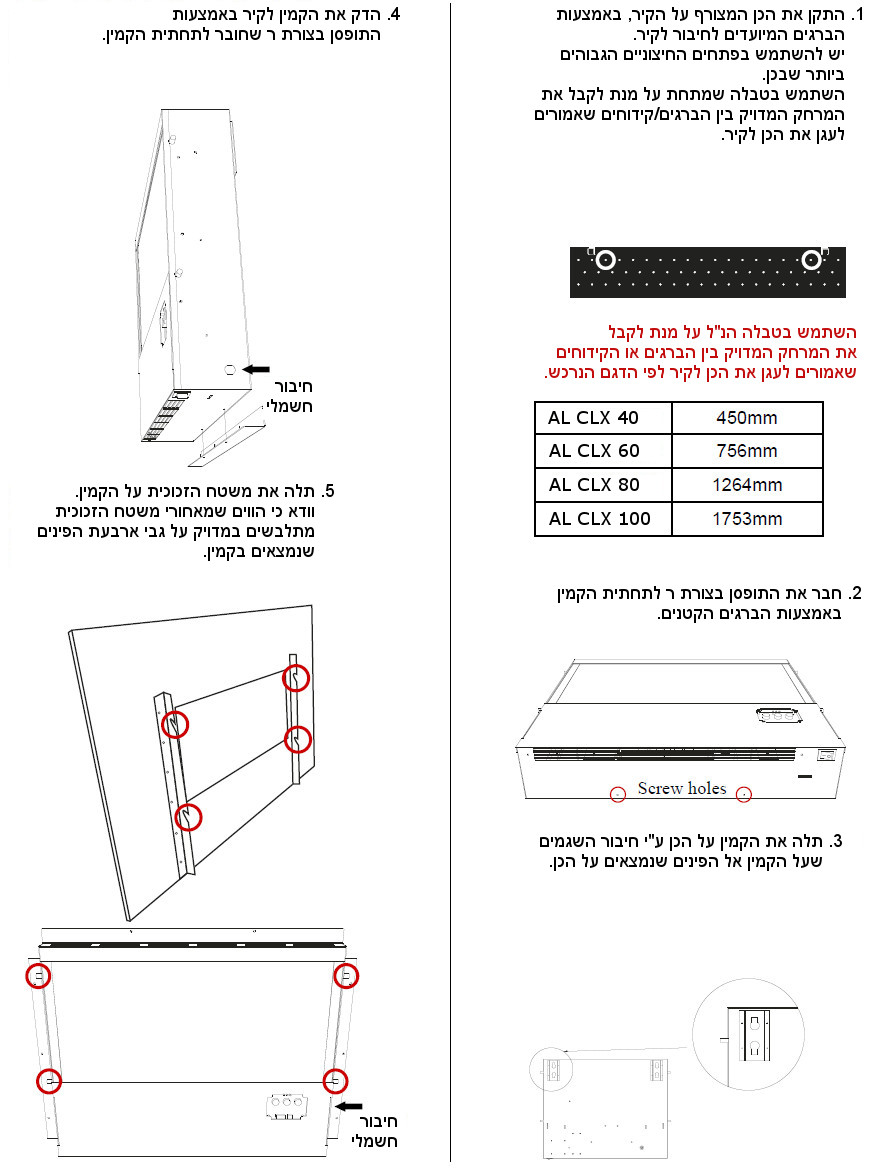 1. התקן את הכן המצורף על הקיר, באמצעות
הברגים המיועדים לחיבור לקיר.
יש להשתמש בפתחים החיצוניים הגבוהים
ביותר שבכן.
השתמש בטבלה שמתחת על מנת לקבל את
המרחק המדויק בין הברגים/קידוחים שאמורים
לעגן את הכן לקיר.
השתמש בטבלה הנ"ל על מנת לקבל
את המרחק המדויק בין הברגים או הקידוחים
שאמורים לעגן את הכן לקיר לפי הדגם הנרכש.
AL CLX 40 450mm
AL CLX 60 756mm
AL CLX 80 1264mm
AL CLX 100 1753mm
2. חבר את התופסן בצורת ר לתחתית הקמין
באמצעות הברגים הקטנים.
Screw holes
3. תלה את הקמין על הכן ע"י חיבור השגמים
שעל הקמין אל הפינים שנמצאים על הכן.
4. הדק את הקמין לקיר באמצעות
התופסן בצורת ר שחובר לתחתית הקמין.
חיבור
חשמלי
5. תלה את משטח הזכוכית על הקמין.
וודא כי הווים שמאחורי משטח הזכוכית
מתלבשים במדויק על גבי ארבעת הפינים
שנמצאים בקמין.
חיבור
חשמלי